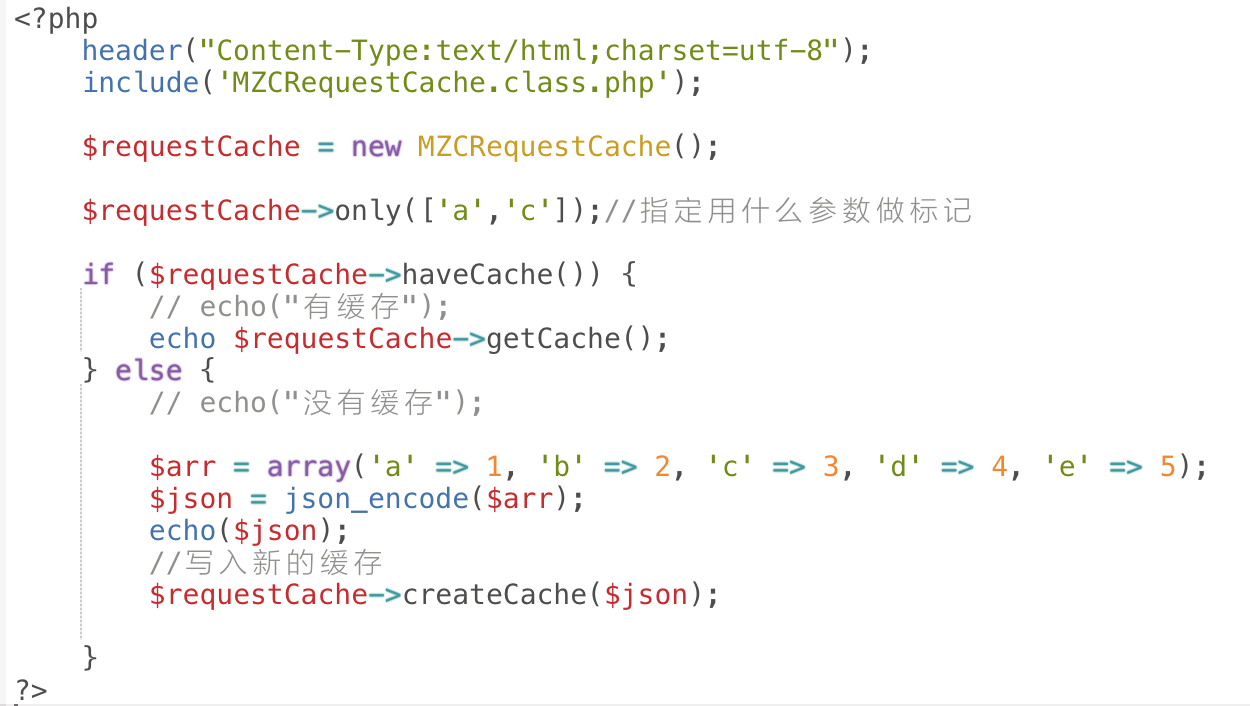 <?php
header("Content-Type:text/html;charset=utf-8");
include('MZCRequestCache.class.php');
$requestCache = new MZCRequestCache();
$requestCache->only(['a','c']);//指定用什么参数做标记
if ($requestCache->haveCache()) {
// echo("有缓存");
echo $requestCache->getCache();
} else {
// echo("没有缓存");
$arr = array('a' => 1, 'b' => 2, 'c' => 3, 'd' => 4, 'e' => 5);
$json = json_encode($arr);
echo($json);
//写入新的缓存
$requestCache->createCache($json);
}
?>